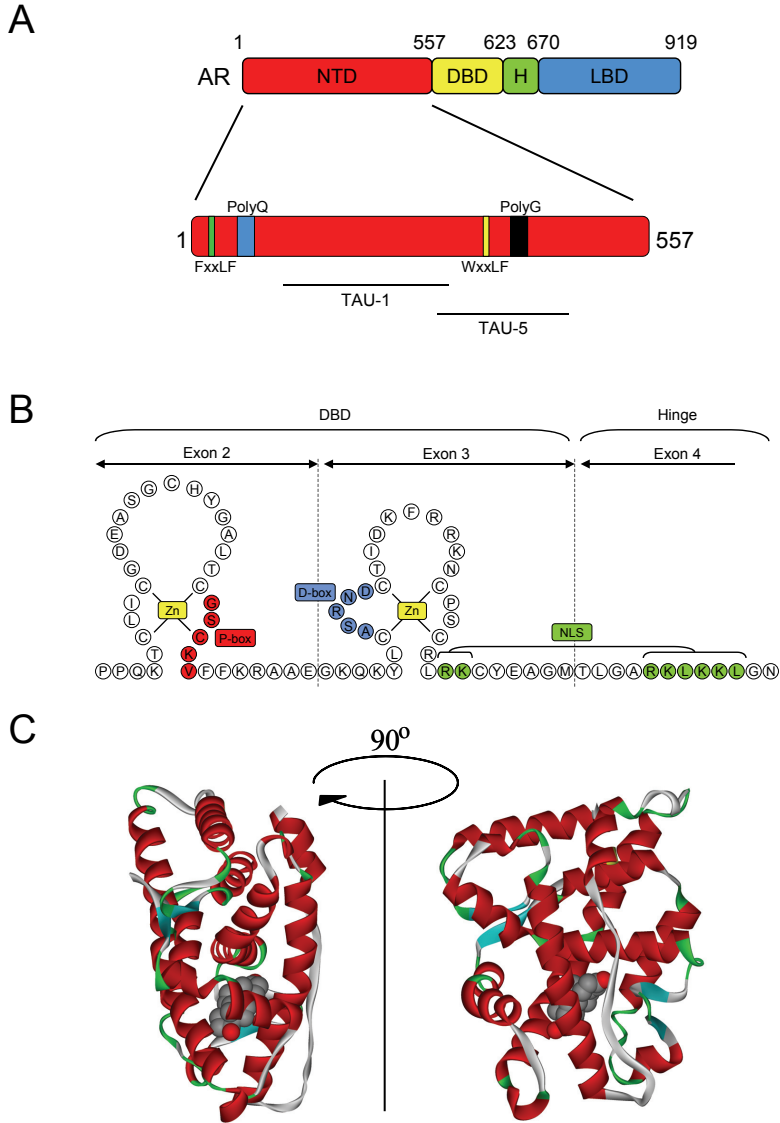 A
1 557 623 670 919
AR NTD DBD H LBD
PolyQ PolyG
1 557
FxxLF WxxLF
TAU-1
TAU-5
B
DBD Hinge
Exon 2 Exon 3 Exon 4
C L I C G D E A S G C H Y G A L T C
Zn
G S C K V
P-box
C T I D K F R R K N C P S C R L
Zn
D-box
D N R S A C L Y
NLS
P P Q K T
V F F K R A A E G K Q K Y
L R K C Y E A G M T L G A R K L K K L G N
C
90o